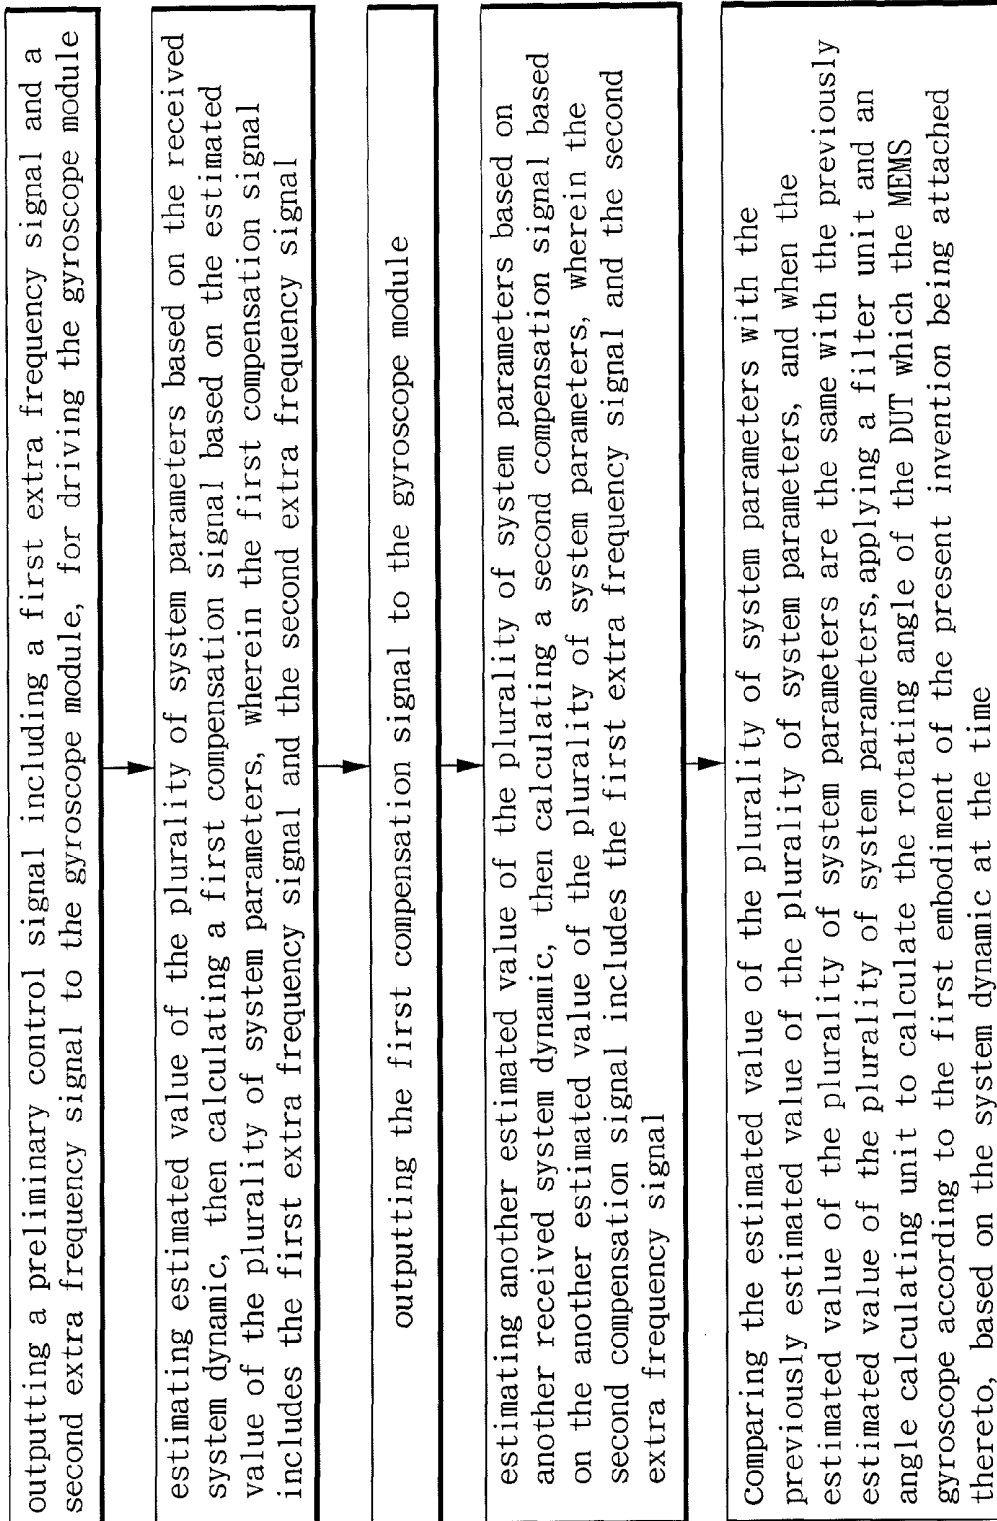 outputting a preliminary control signal including a first extra frequency signal and a
second extra frequency signal to the gyroscope module, for driving the gyroscope module
estimating estimated value of the plurality of system parameters based on the received
system dynamic, then calculating a first compensation signal based on the estimated
value of the plurality of system parameters, wherein the first compensation signal
includes the first extra frequency signal and the second extra frequency signal
outputting the first compensation signal to the gyroscope module
estimating another estimated value of the plurality of system parameters based on
another received system dynamic, then calculating a second compensation signal based
on the another estimated value of the plurality of system parameters, wherein the
second compensation signal includes the first extra frequency signal and the second
extra frequency signal
Comparing the estimated value of the plurality of system parameters with the
previously estimated value of the plurality of system parameters, and when the
estimated value of the plurality of system parameters are the same with the previously
estimated value of the plurality of system parameters,applying a filter unit and an
angle calculating unit to calculate the rotating angle of the DUT which the MEMS
gyroscope according to the first embodiment of the present invention being attached
thereto, based on the system dynamic at the time